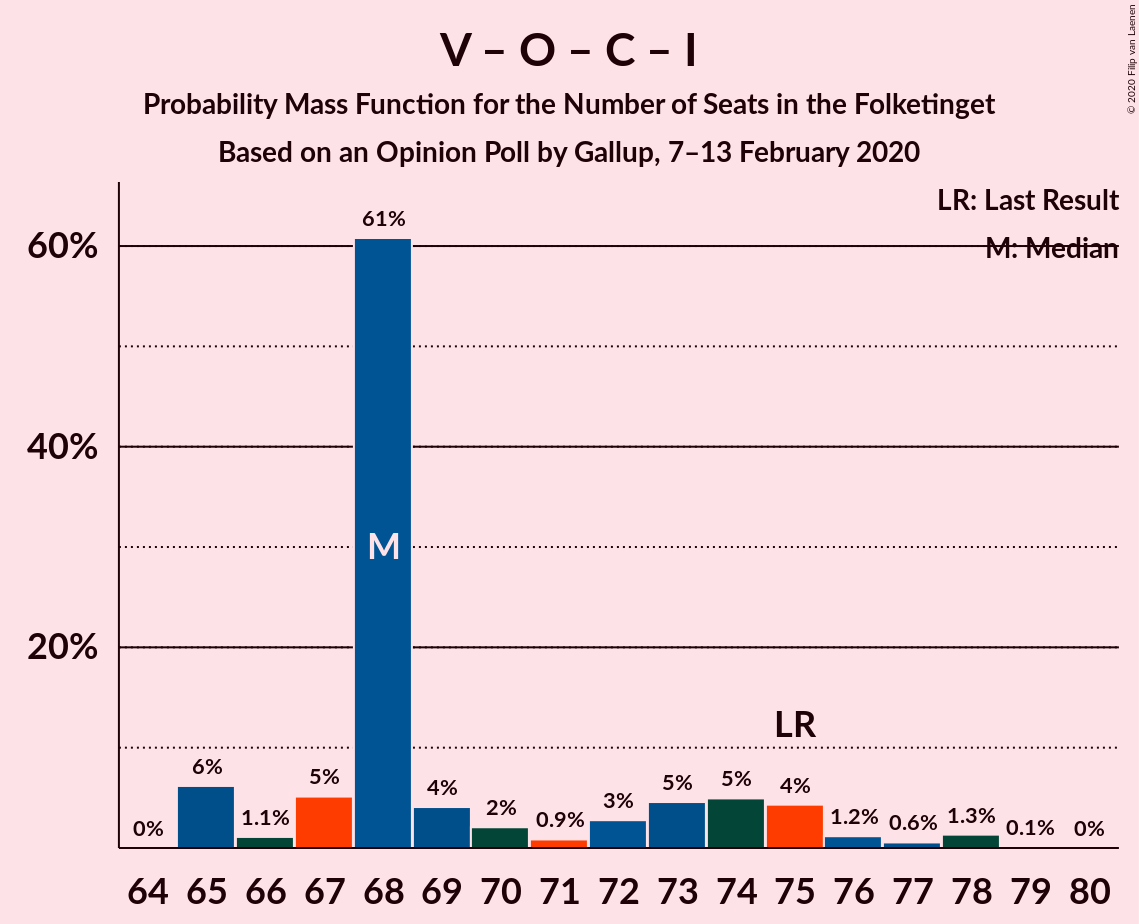 V – O – C – I
Probability Mass Function for the Number of Seats in the Folketinget
Based on an Opinion Poll by Gallup, 7–13 February 2020
© 2020 Filip van Laenen
LR: Last Result
M: Median
60%
40%
20%
0%
6%
1.1%
5%
61%
M
4%
2%
0.9%
3%
5%
5%
LR
4%
1.2%
0.6%
1.3%
0.1%
0%
64 65 66 67 68 69 70 71 72 73 74 75 76 77 78 79 80